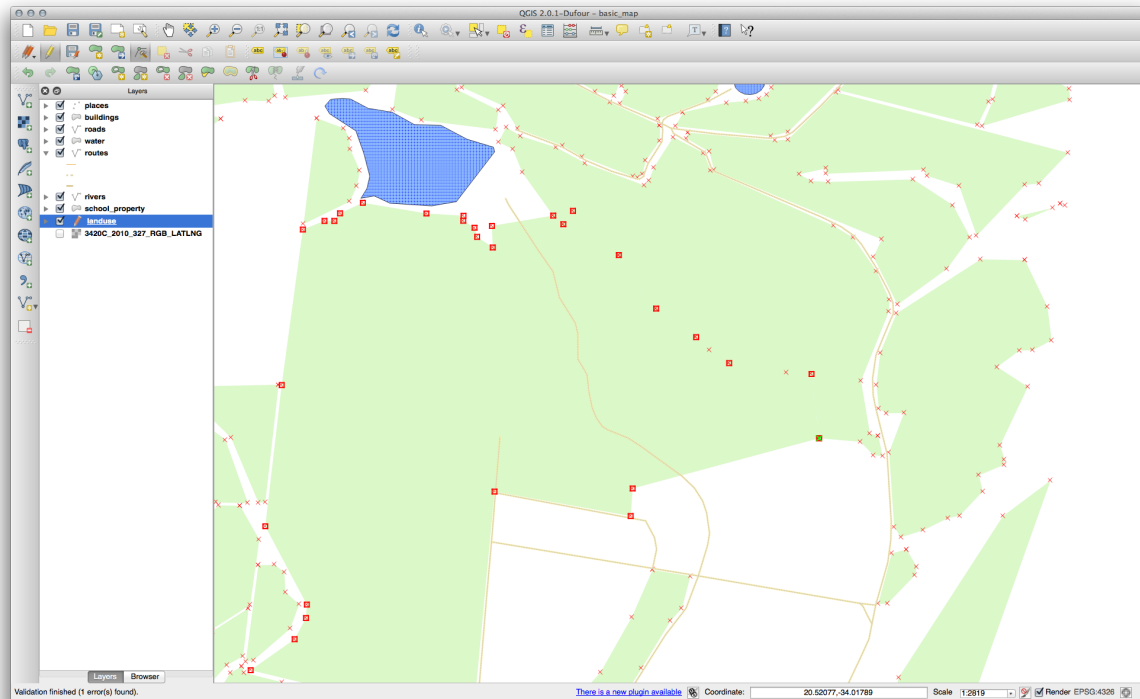 QGIS 2.0.1-Dufour – basic_map
Layers
places
buildings
roads
water
routes
rivers
school_property
landuse
3420C_2010_327_RGB_LATLNG
Layers Browser
Validation finished (1 error(s) found). There is a new plugin available Coordinate: 20.52077,-34.01789 Scale 1:2819 Render EPSG:4326